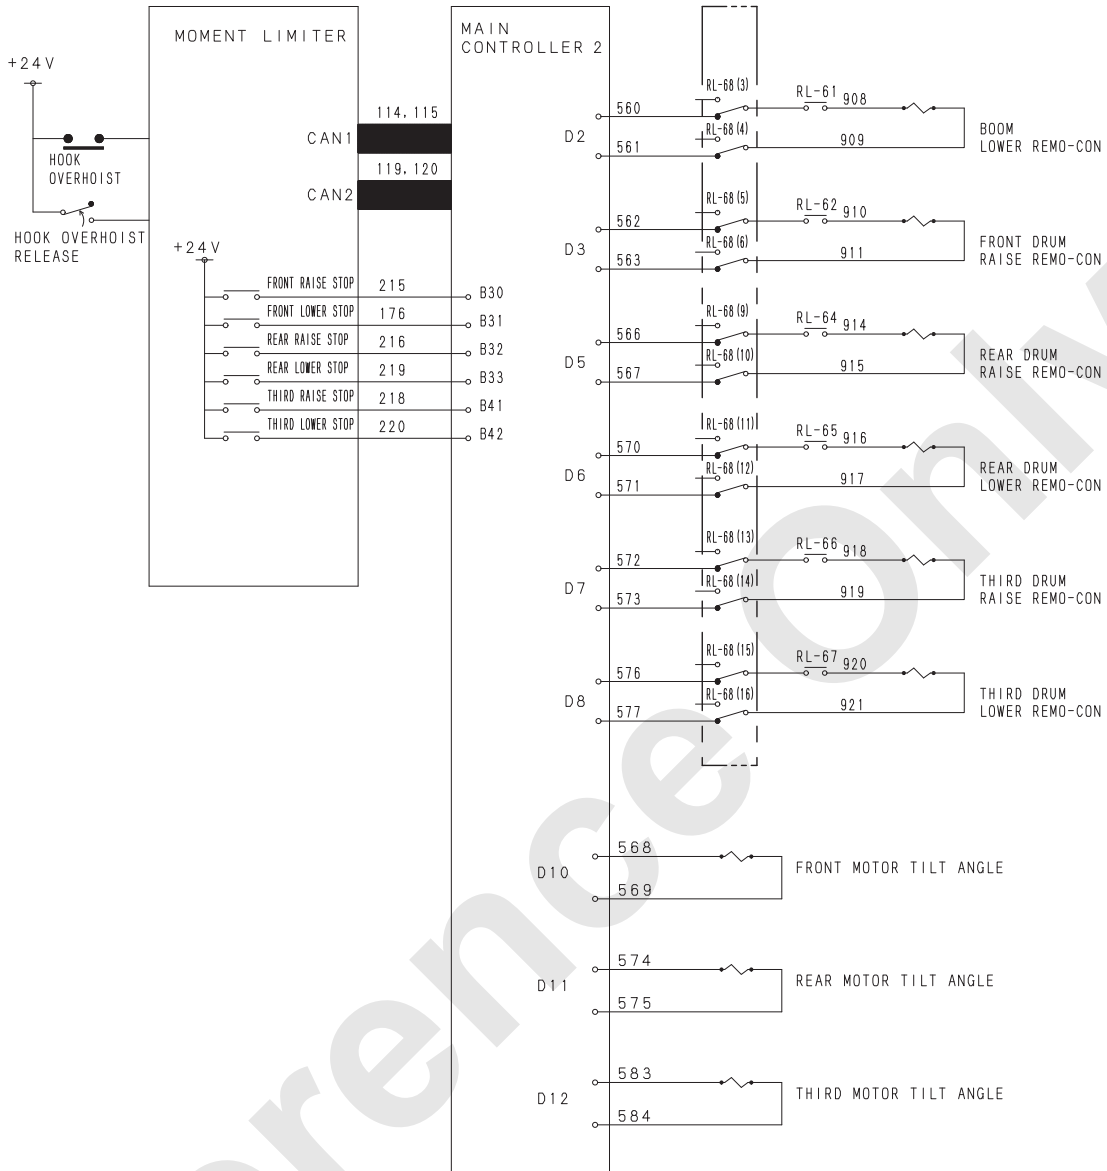 MOMENT LIMITER
+24V
HOOK
OVERHOIST
HOOK OVERHOIST
RELEASE
CAN1
114, 115
CAN2
119, 120
+24V
FRONT RAISE STOP 215 B30
FRONT LOWER STOP 176 B31
REAR RAISE STOP 216 B32
REAR LOWER STOP 219 B33
THIRD RAISE STOP 218 B41
THIRD LOWER STOP 220 B42
MAIN
CONTROLLER 2
D2
560
561
RL-68(3)
RL-68(4)
RL-61
908
909
BOOM
LOWER REMO-CON
D3
562
563
RL-68(5)
RL-68(6)
RL-62
910
911
FRONT DRUM
RAISE REMO-CON
D5
566
567
RL-68(9)
RL-68(10)
RL-64
914
915
REAR DRUM
RAISE REMO-CON
D6
570
571
RL-68(11)
RL-68(12)
RL-65
916
917
REAR DRUM
LOWER REMO-CON
D7
572
573
RL-68(13)
RL-68(14)
RL-66
918
919
THIRD DRUM
RAISE REMO-CON
D8
576
577
RL-68(15)
RL-68(16)
RL-67
920
921
THIRD DRUM
LOWER REMO-CON
D10
568
569
FRONT MOTOR TILT ANGLE
D11
574
575
REAR MOTOR TILT ANGLE
D12
583
584
THIRD MOTOR TILT ANGLE
erence Only